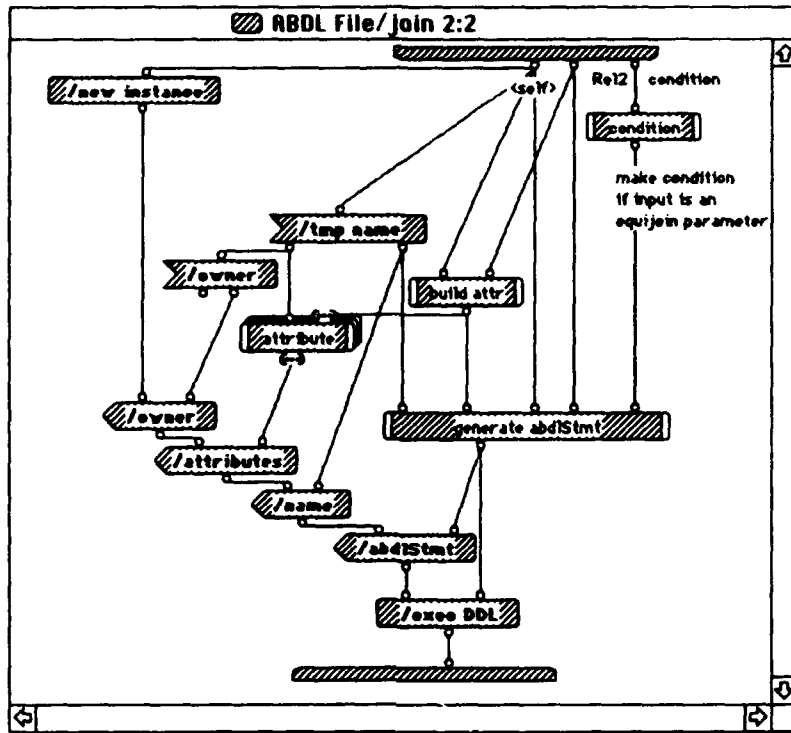 ABDL File/join 2:2
/new instance
<self>
Rel2 condition
condition
make condition
if input is an
equijoin parameter
/tmp name
/owner
build attr
attribute
/owner
generate abdlStmt
/attributes
/name
/abdlStmt
/exec DDL